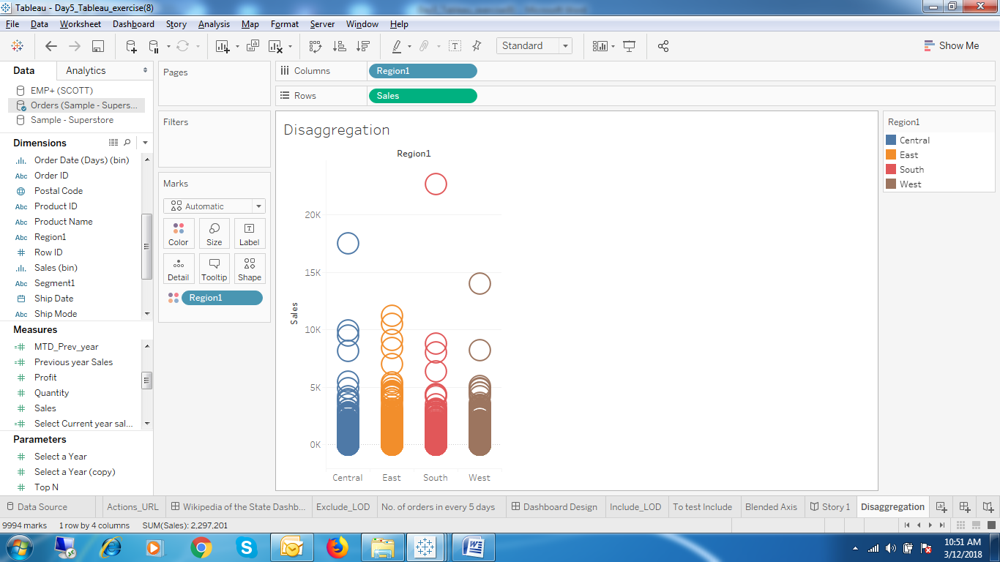 Tableau - Day5_Tableau_exercise(8)
File Data Worksheet Dashboard Story Analysis Map Format Server Window Help
Standard
Show Me
Data Analytics
EMP+ (SCOTT)
Orders (Sample - Supers...
Sample - Superstore
Dimensions
Order Date (Days) (bin)
Abc Order ID
Postal Code
Abc Product ID
Abc Product Name
Abc Region1
# Row ID
Sales (bin)
Abc Segment1
Ship Date
Abc Ship Mode
Measures
=# MTD_Prev_year
=# Previous year Sales
# Profit
# Quantity
# Sales
=# Select Current year sal...
Parameters
# Select a Year
# Select a Year (copy)
# Top N
Pages
Filters
Marks
Automatic
Color Size Label
Detail Tooltip Shape
Region1
Columns Region1
Rows Sales
Disaggregation
Region1
20K
15K
10K
5K
0K
Sales
Central East South West
Region1
Central
East
South
West
Data Source Actions_URL Wikipedia of the State Dashb... Exclude_LOD No. of orders in every 5 days Dashboard Design Include_LOD To test Include Blended Axis Story 1 Disaggregation
9994 marks 1 row by 4 columns SUM(Sales): 2,297,201
10:51 AM
3/12/2018